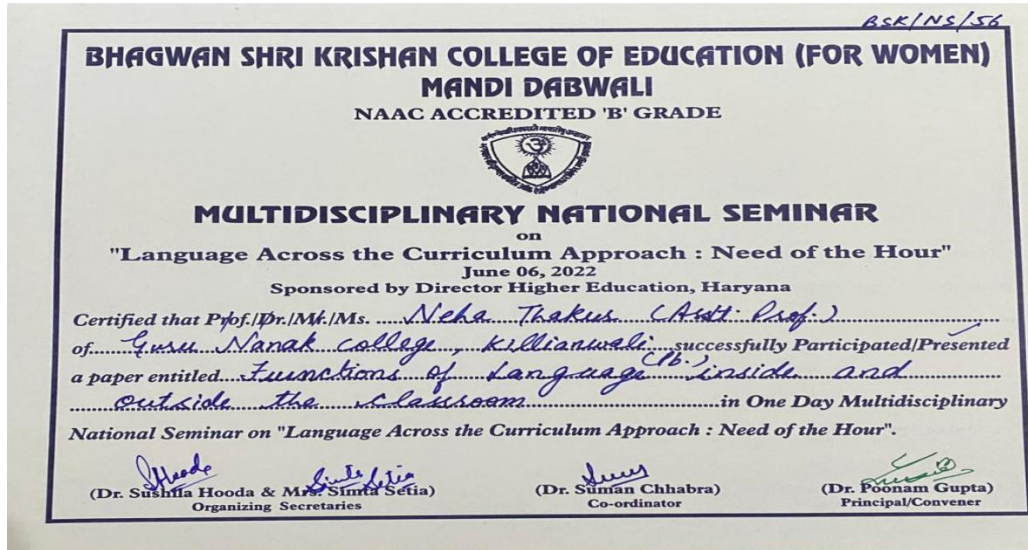 BSK/NS/56
BHAGWAN SHRI KRISHAN COLLEGE OF EDUCATION (FOR WOMEN)
MANDI DABWALI
NAAC ACCREDITED 'B' GRADE
MULTIDISCIPLINARY NATIONAL SEMINAR
on
"Language Across the Curriculum Approach : Need of the Hour"
June 06, 2022
Sponsored by Director Higher Education, Haryana
Certified that Prof./Dr./Mr./Ms. Neha Thakur (Astt. Prof.)
of Guru Nanak College, Killianwali (Pb.) successfully Participated/Presented
a paper entitled Functions of Language inside and
outside the classroom in One Day Multidisciplinary
National Seminar on "Language Across the Curriculum Approach : Need of the Hour".
(Dr. Sushila Hooda & Mrs. Simta Setia) (Dr. Suman Chhabra) (Dr. Poonam Gupta)
Organizing Secretaries Co-ordinator Principal/Convener